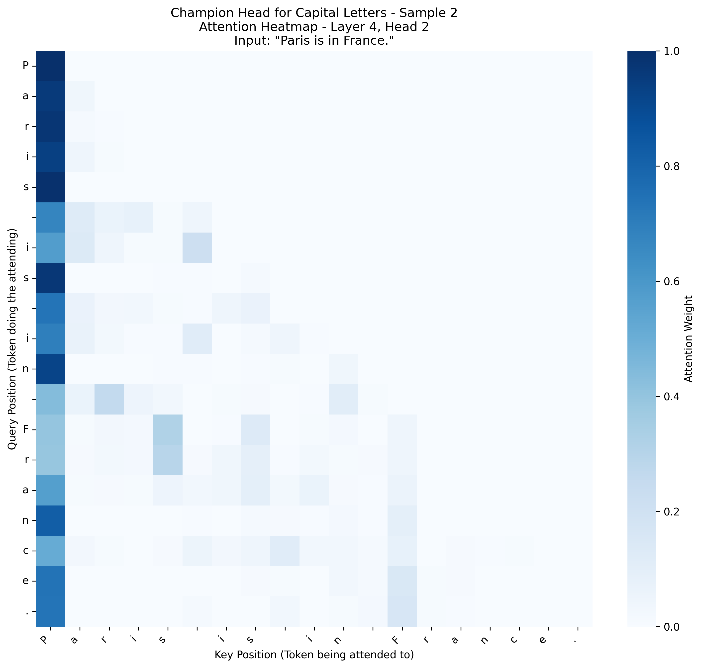 Champion Head for Capital Letters - Sample 2
Attention Heatmap - Layer 4, Head 2
Input: "Paris is in France."
P
a
r
i
s
i
s
i
n
F
r
a
n
c
e
.
Query Position (Token doing the attending)
P a r i s i s i n F r a n c e .
Key Position (Token being attended to)
1.0
0.8
0.6
0.4
0.2
0.0
Attention Weight